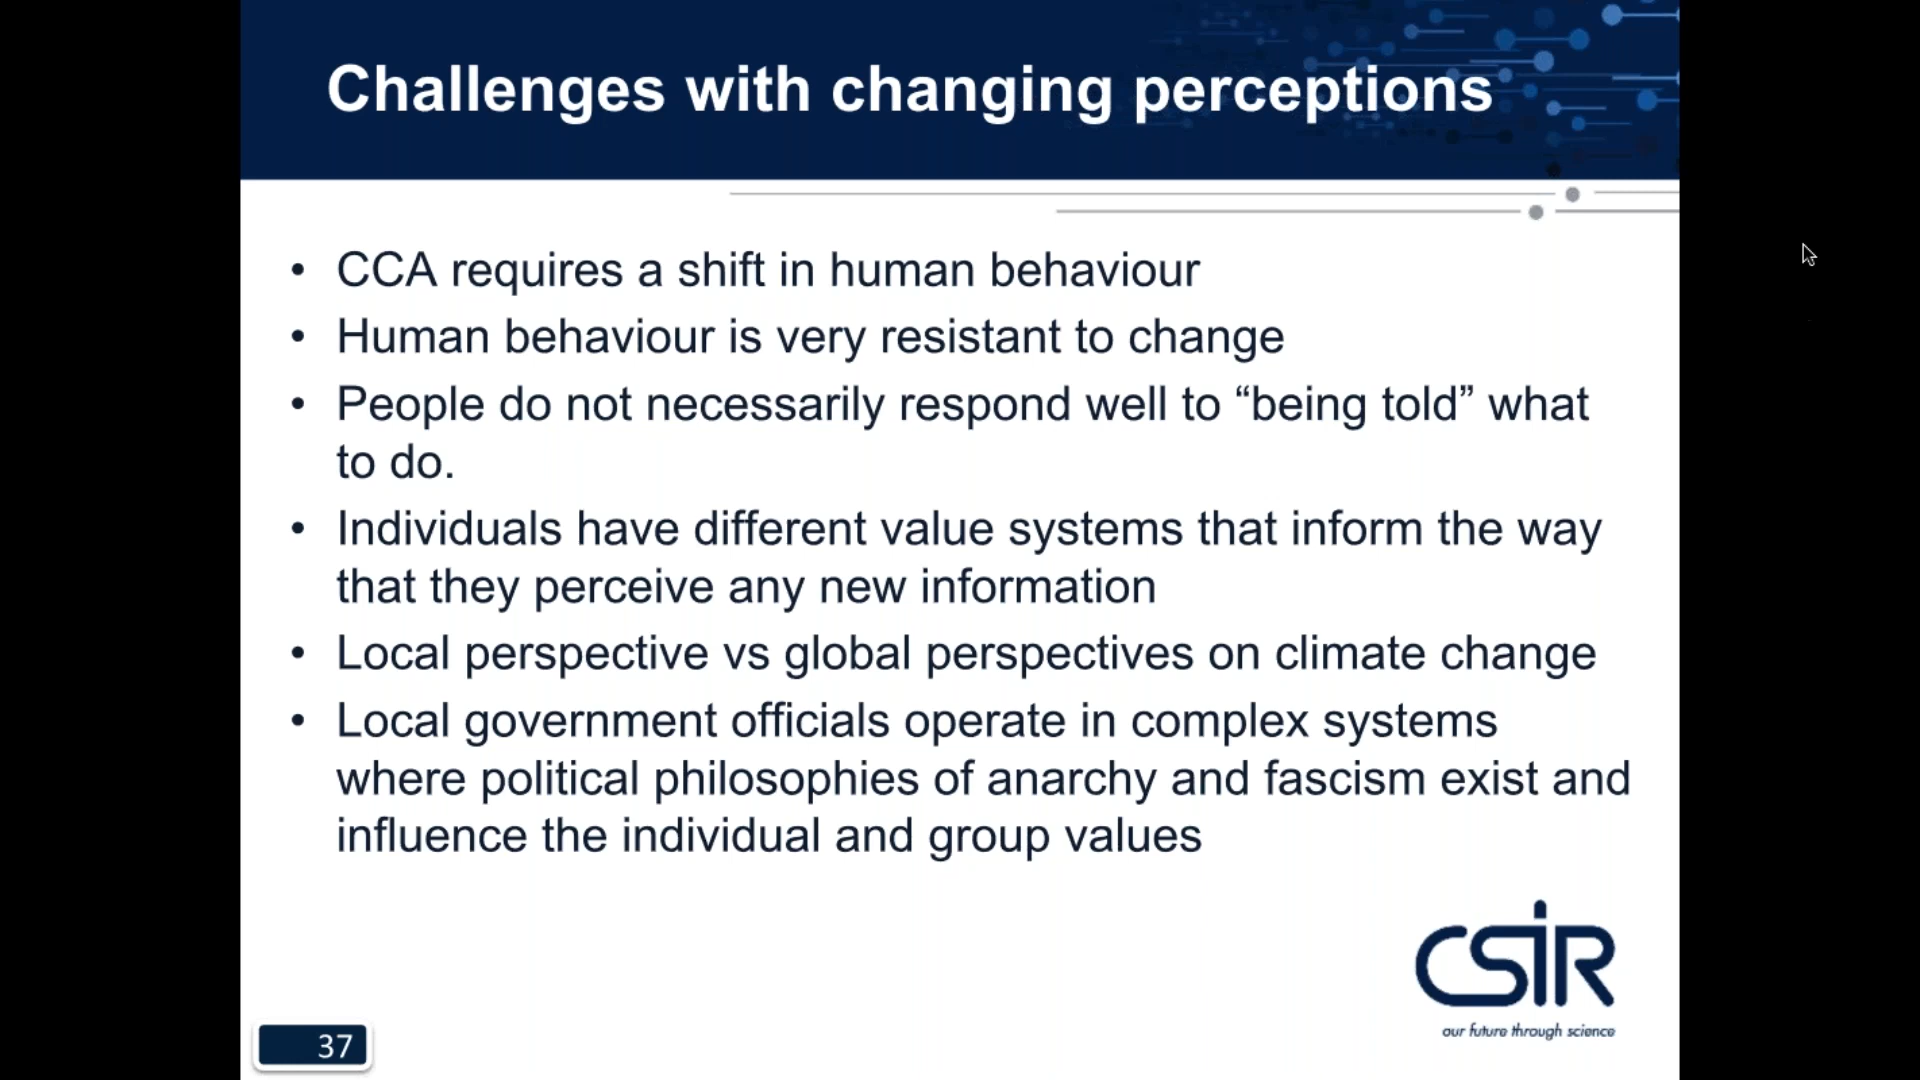 Challenges with changing perceptions
• CCA requires a shift in human behaviour
• Human behaviour is very resistant to change
• People do not necessarily respond well to “being told” what
to do.
• Individuals have different value systems that inform the way
that they perceive any new information
• Local perspective vs global perspectives on climate change
• Local government officials operate in complex systems
where political philosophies of anarchy and fascism exist and
influence the individual and group values
CSIR
our future through science
37